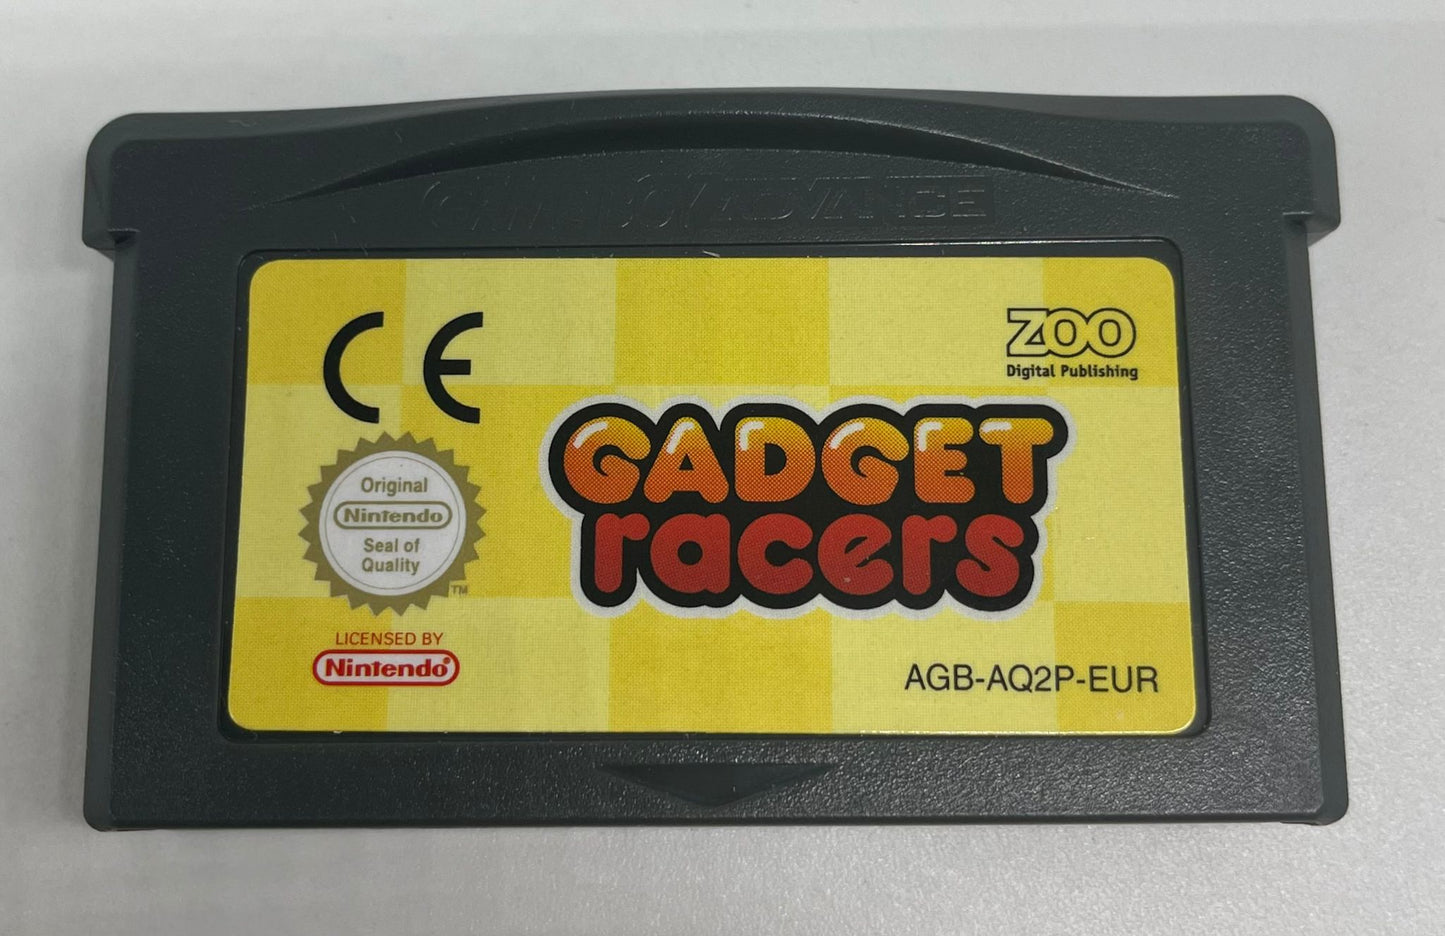 GAME BOY ADVANCE
CE
ZOO
Digital Publishing
GADGET
racers
Original
Nintendo
Seal of
Quality
TM
LICENSED BY
Nintendo®
AGB-AQ2P-EUR